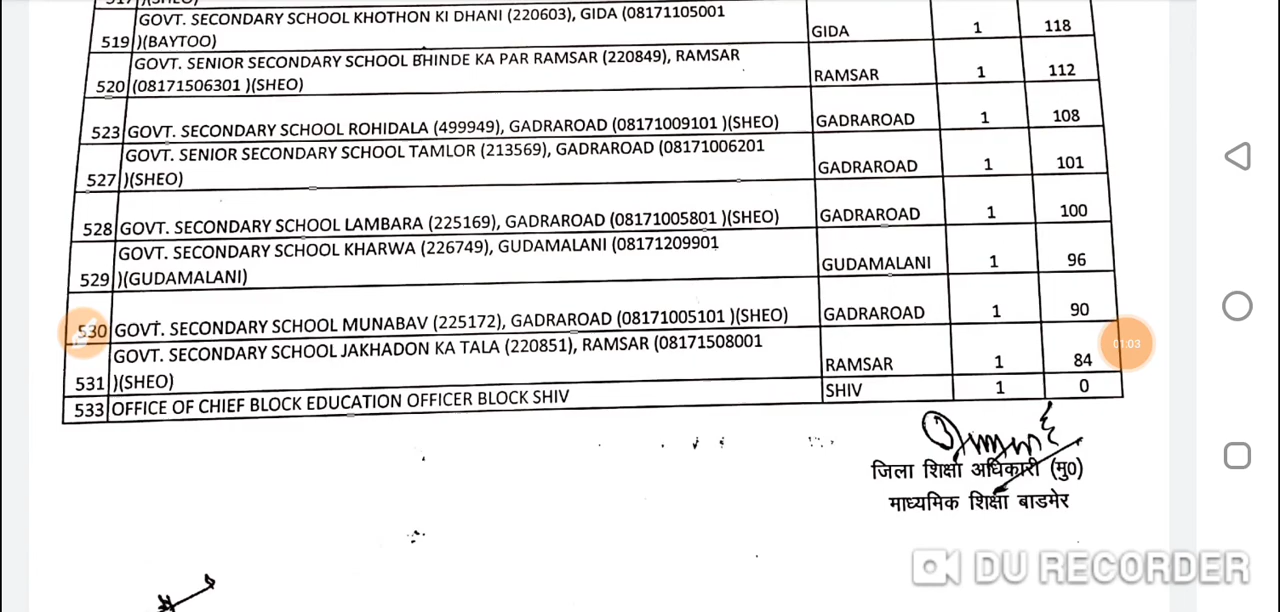 GOVT. SECONDARY SCHOOL KHOTHON KI DHANI (220603), GIDA (08171105001
519 )(BAYTOO) GIDA 1 118
GOVT. SENIOR SECONDARY SCHOOL BHINDE KA PAR RAMSAR (220849), RAMSAR
520 (08171506301 )(SHEO) RAMSAR 1 112
523 GOVT. SECONDARY SCHOOL ROHIDALA (499949), GADRAROAD (08171009101 )(SHEO) GADRAROAD 1 108
GOVT. SENIOR SECONDARY SCHOOL TAMLOR (213569), GADRAROAD (08171006201
527 )(SHEO) GADRAROAD 1 101
528 GOVT. SECONDARY SCHOOL LAMBARA (225169), GADRAROAD (08171005801 )(SHEO) GADRAROAD 1 100
GOVT. SECONDARY SCHOOL KHARWA (226749), GUDAMALANI (08171209901
529 )(GUDAMALANI) GUDAMALANI 1 96
530 GOVT. SECONDARY SCHOOL MUNABAV (225172), GADRAROAD (08171005101 )(SHEO) GADRAROAD 1 90
01:03
GOVT. SECONDARY SCHOOL JAKHADON KA TALA (220851), RAMSAR (08171508001
531 )(SHEO) RAMSAR 1 84
533 OFFICE OF CHIEF BLOCK EDUCATION OFFICER BLOCK SHIV SHIV 1 0
जिला शिक्षा अधिकारी (मु0)
माध्यमिक शिक्षा बाडमेर
DU RECORDER